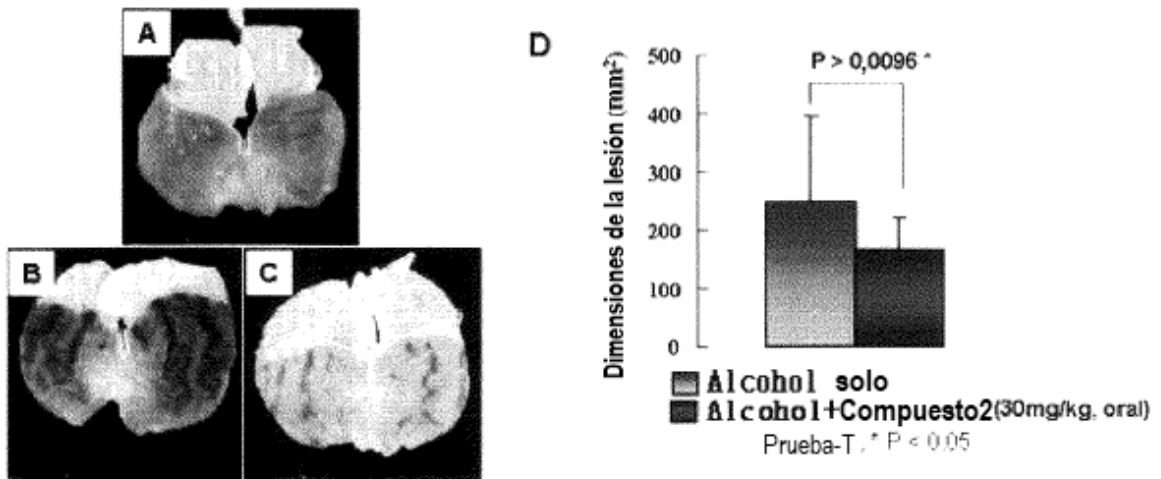 A
B
C
D
Dimensiones de la lesión (mm²)
500
400
300
200
100
0
P > 0,0096 *
Alcohol solo
Alcohol+Compuesto2(30mg/kg, oral)
Prueba-T, * P < 0.05